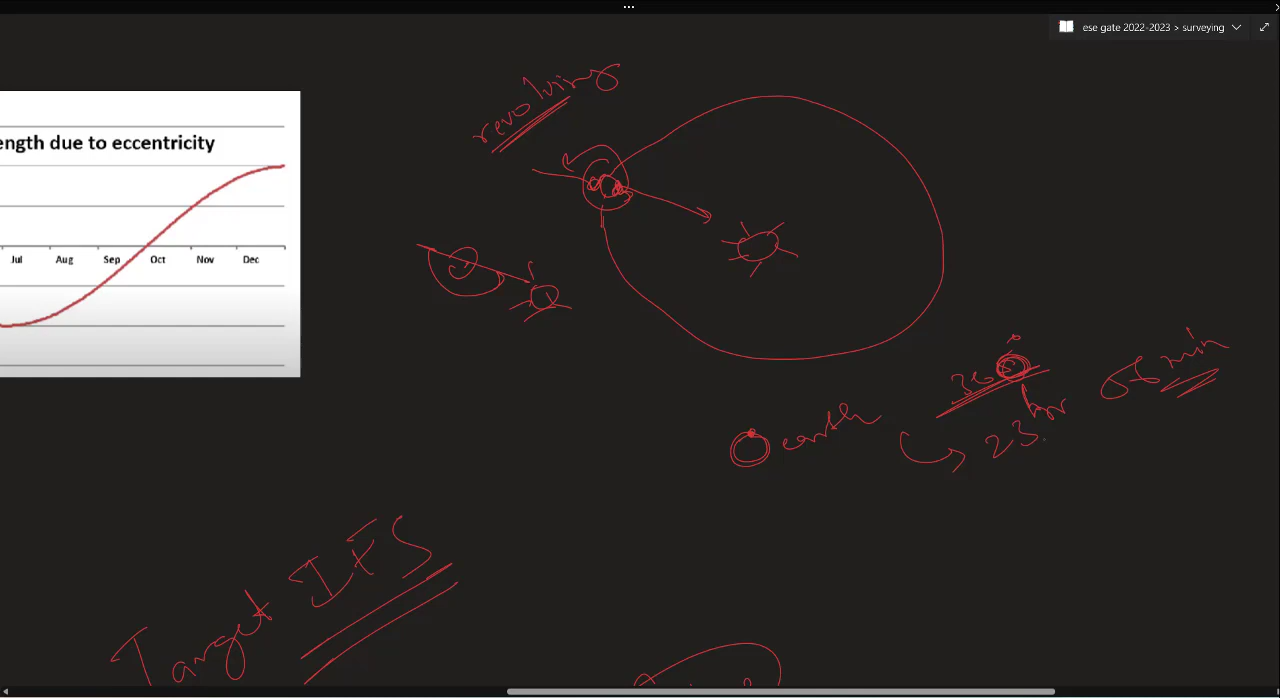 ese gate 2022-2023 > surveying
revolving
ength due to eccentricity
Jul Aug Sep Oct Nov Dec
360°
earth
23 hr 56 min
Target IFS